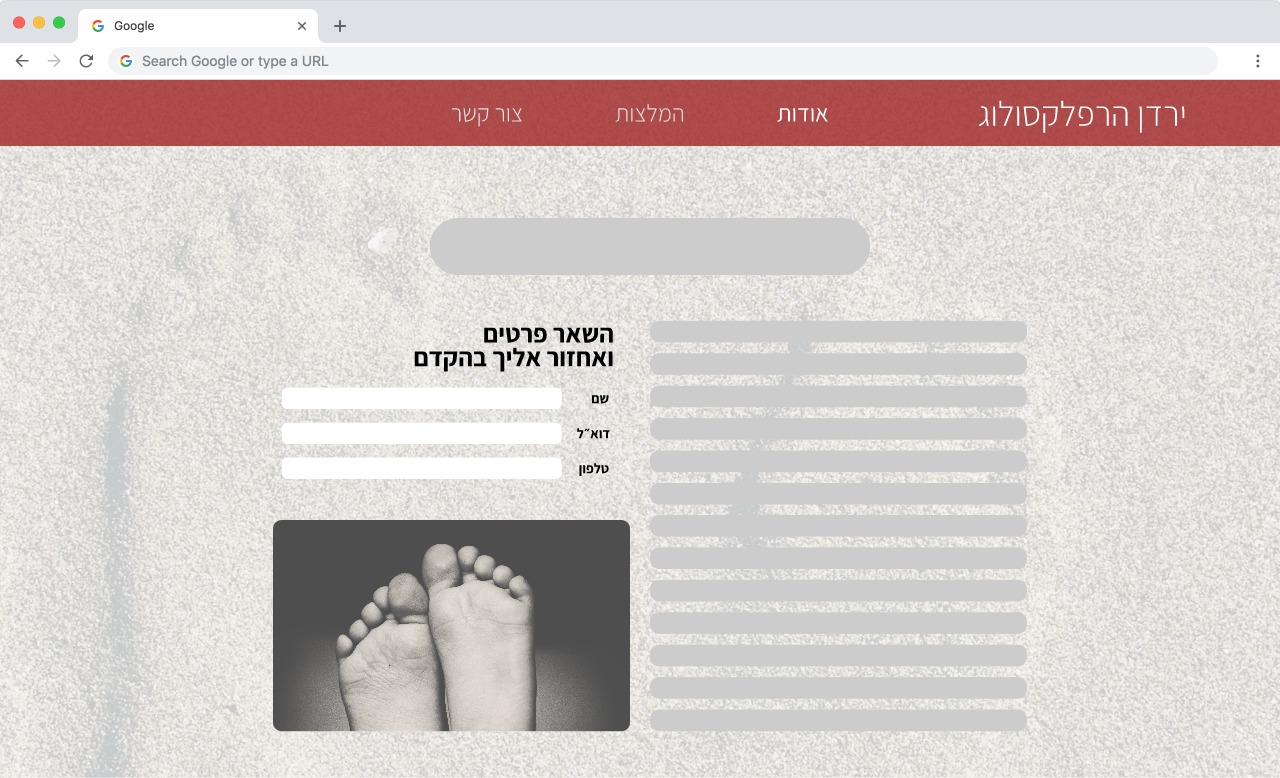 Google
Search Google or type a URL
ירדן הרפלקסולוג
אודות
המלצות
צור קשר
השאר פרטים
ואחזור אליך בהקדם
שם
דוא״ל
טלפון